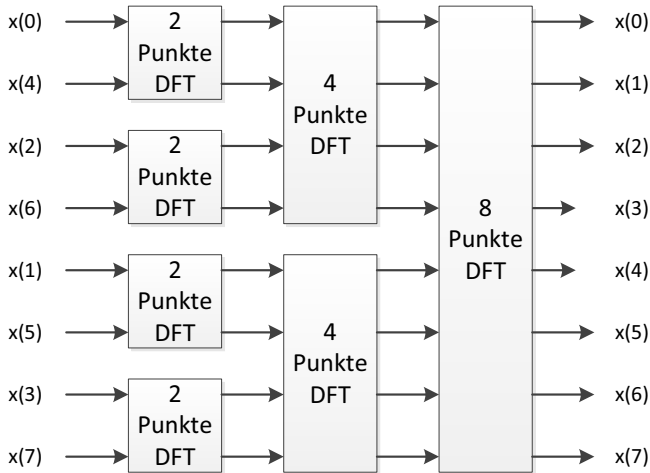 x(0)
x(4)
x(2)
x(6)
x(1)
x(5)
x(3)
x(7)
2
Punkte
DFT
2
Punkte
DFT
2
Punkte
DFT
2
Punkte
DFT
4
Punkte
DFT
4
Punkte
DFT
8
Punkte
DFT
x(0)
x(1)
x(2)
x(3)
x(4)
x(5)
x(6)
x(7)